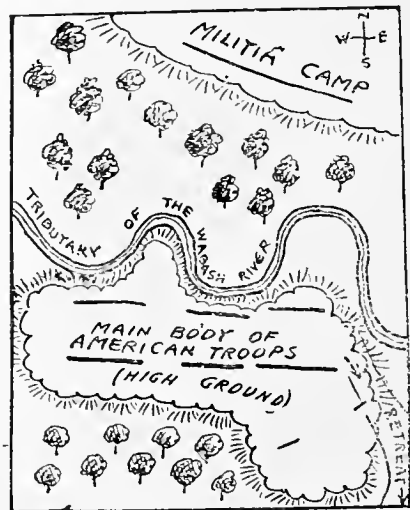 N
W E
S
MILITIA CAMP
TRIBUTARY OF THE WABASH RIVER
MAIN BODY OF
AMERICAN TROOPS
(HIGH GROUND)
RETREAT